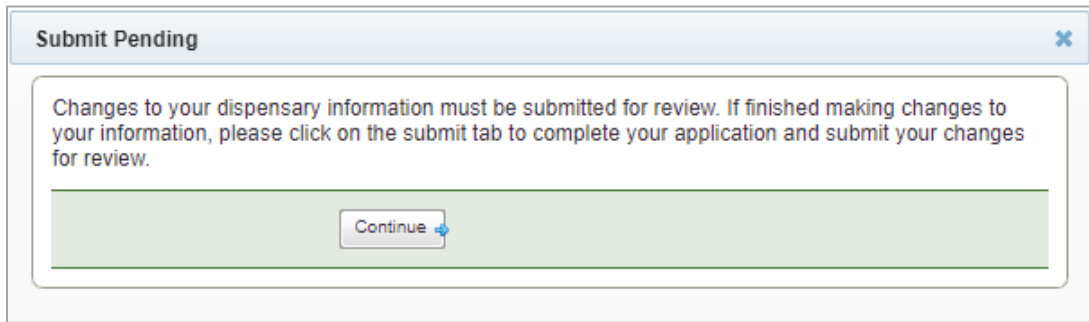 Submit Pending
Changes to your dispensary information must be submitted for review. If finished making changes to
your information, please click on the submit tab to complete your application and submit your changes
for review.
Continue